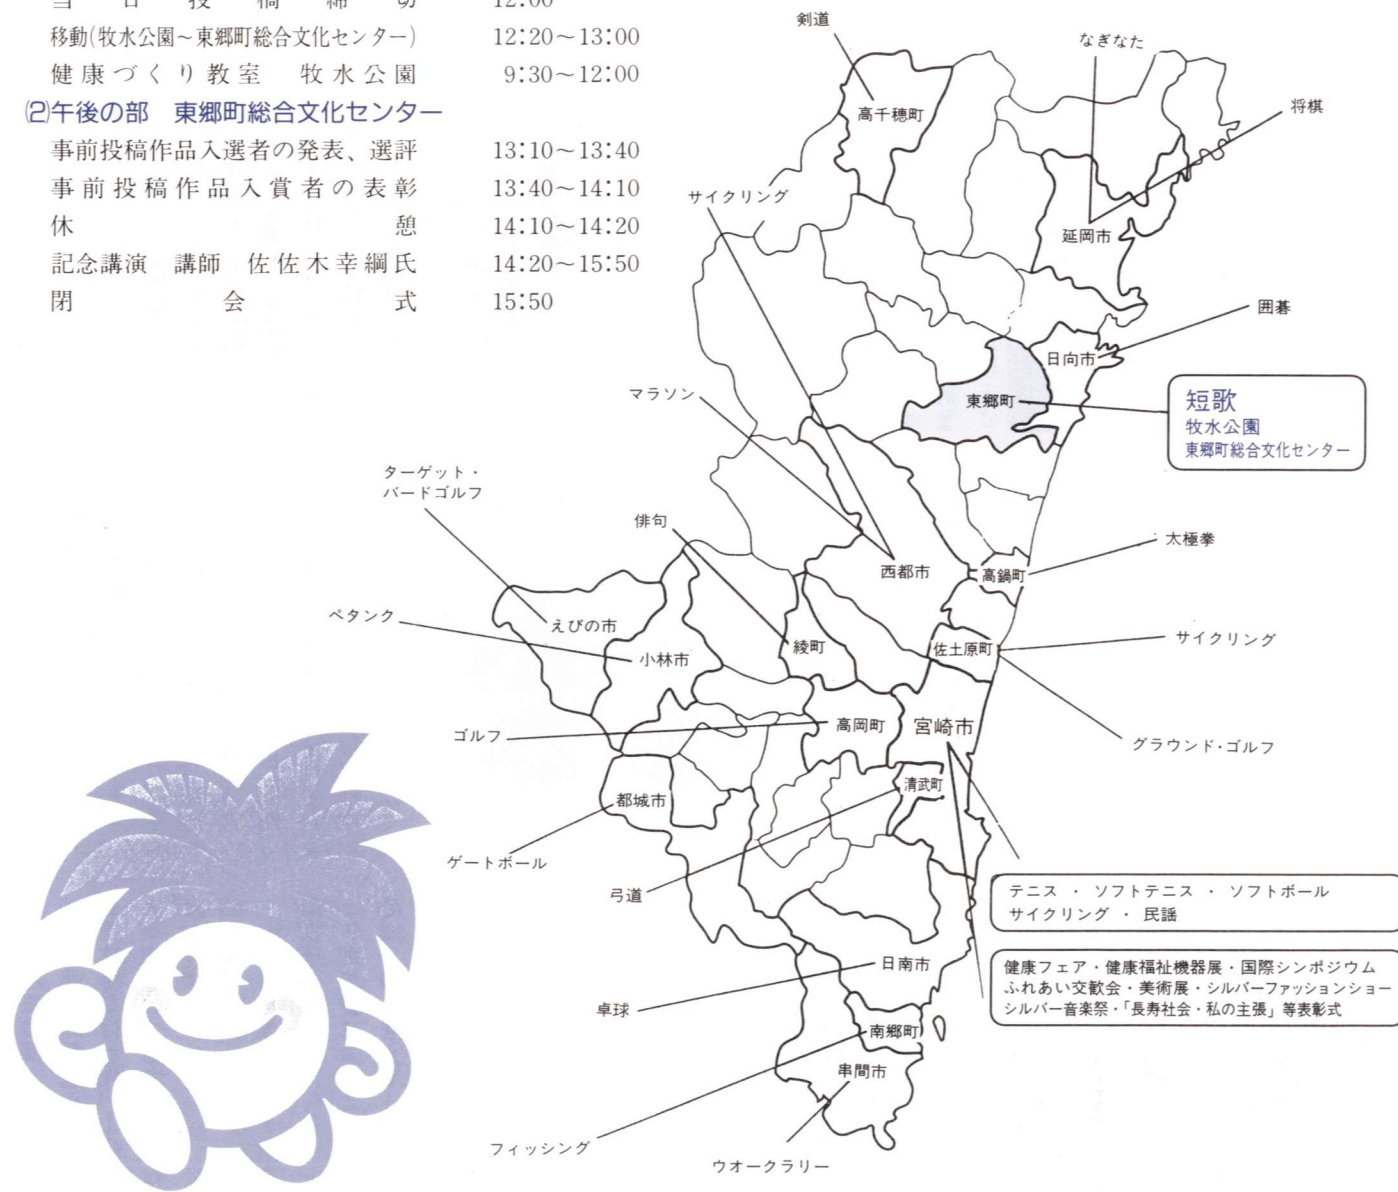 当日投稿締切 12:00
移動(牧水公園～東郷町総合文化センター) 12:20～13:00
健康づくり教室 牧水公園 9:30～12:00
⑵午後の部 東郷町総合文化センター
事前投稿作品入選者の発表、選評 13:10～13:40
事前投稿作品入賞者の表彰 13:40～14:10
休憩 14:10～14:20
記念講演 講師 佐佐木幸綱氏 14:20～15:50
閉会式 15:50
剣道
なぎなた
将棋
高千穂町
サイクリング
延岡市
囲碁
日向市
マラソン
東郷町
短歌
牧水公園
東郷町総合文化センター
ターゲット・
バードゴルフ
俳句
太極拳
西都市
高鍋町
ペタンク
えびの市
小林市
綾町
佐土原町
サイクリング
ゴルフ
高岡町
宮崎市
グラウンド・ゴルフ
都城市
清武町
ゲートボール
弓道
テニス ・ ソフトテニス ・ ソフトボール
サイクリング ・ 民謡
日南市
健康フェア・健康福祉機器展・国際シンポジウム
ふれあい交歓会・美術展・シルバーファッションショー
シルバー音楽祭・「長寿社会・私の主張」等表彰式
卓球
南郷町
串間市
フィッシング
ウオークラリー